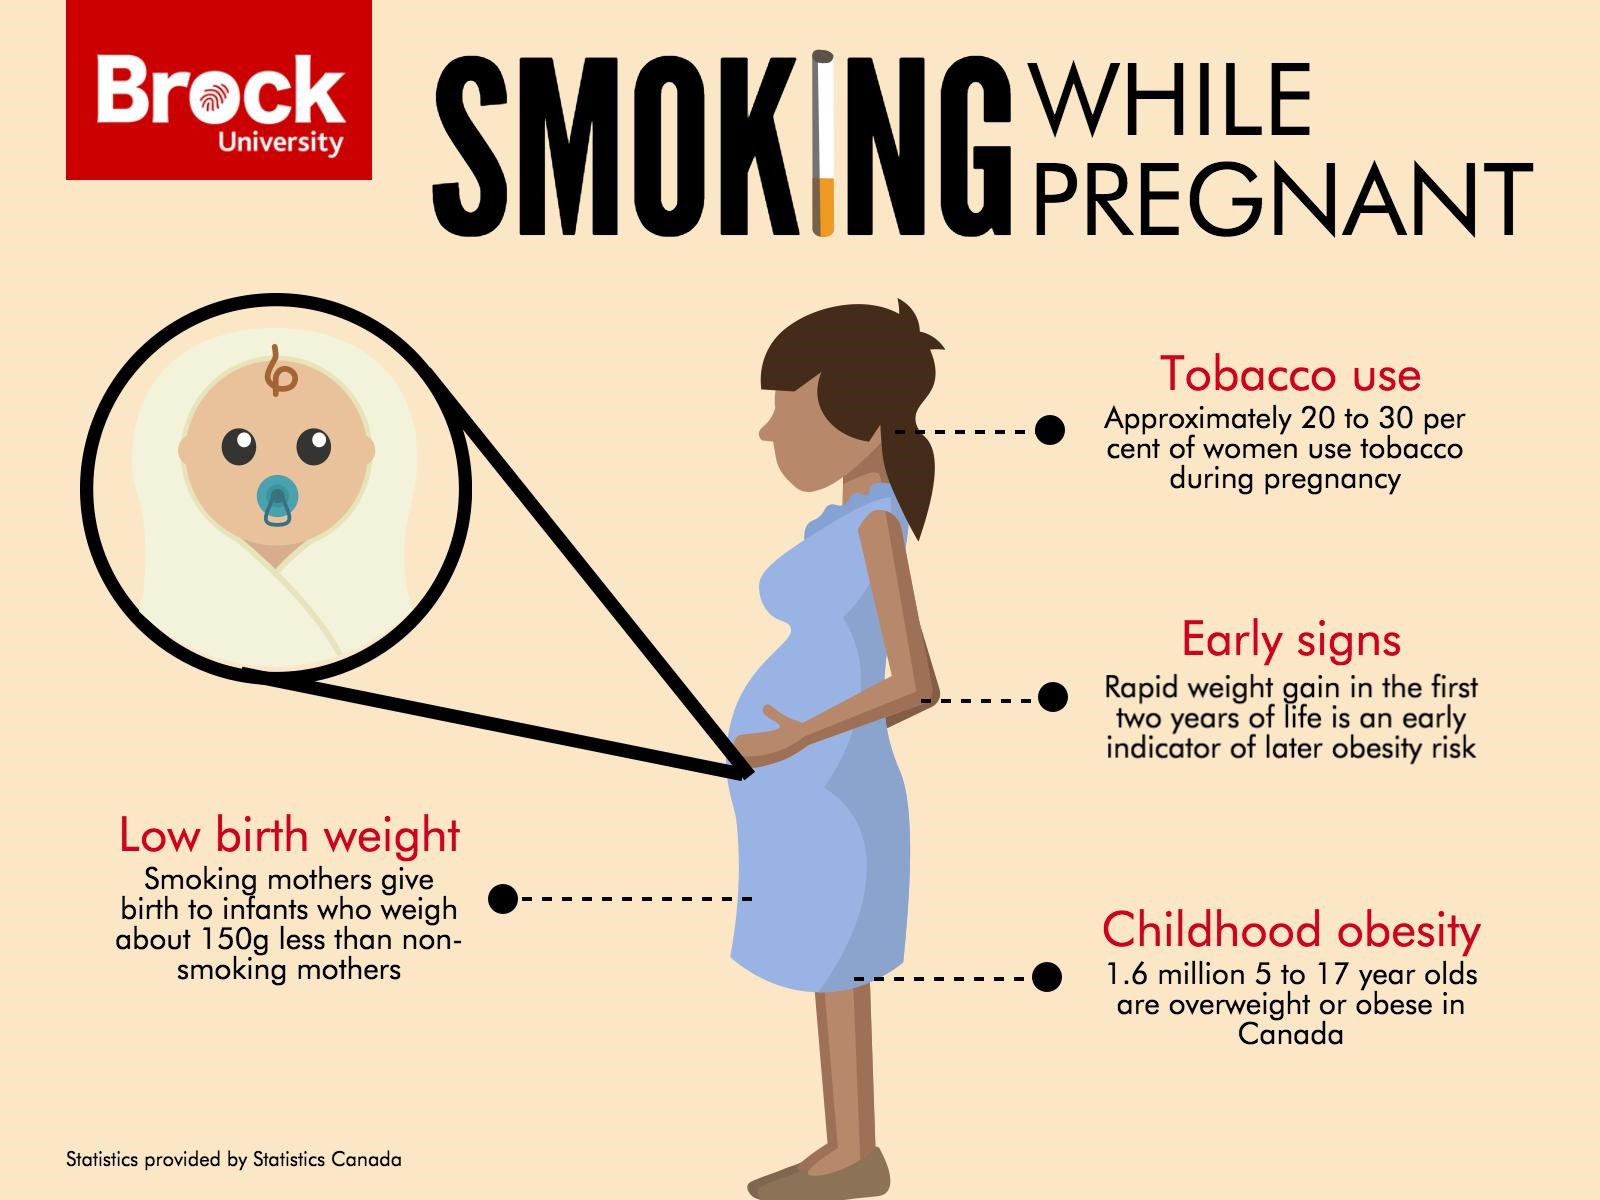 Brock
University
SMOKING
WHILE
PREGNANT
Tobacco use
Approximately 20 to 30 per
cent of women use tobacco
during pregnancy
Early signs
Rapid weight gain in the first
two years of life is an early
indicator of later obesity risk
Low birth weight
Smoking mothers give
birth to infants who weigh
about 150g less than non-
smoking mothers
Childhood obesity
1.6 million 5 to 17 year olds
are overweight or obese in
Canada
Statistics provided by Statistics Canada